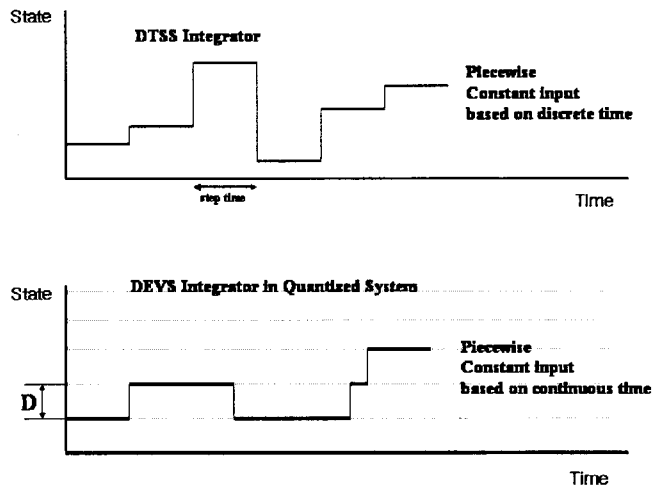 State
DTSS Integrator
Piecewise
Constant input
based on discrete time
step time
Time
State
DEVS Integrator in Quantized System
Piecewise
Constant input
based on continuous time
D
Time